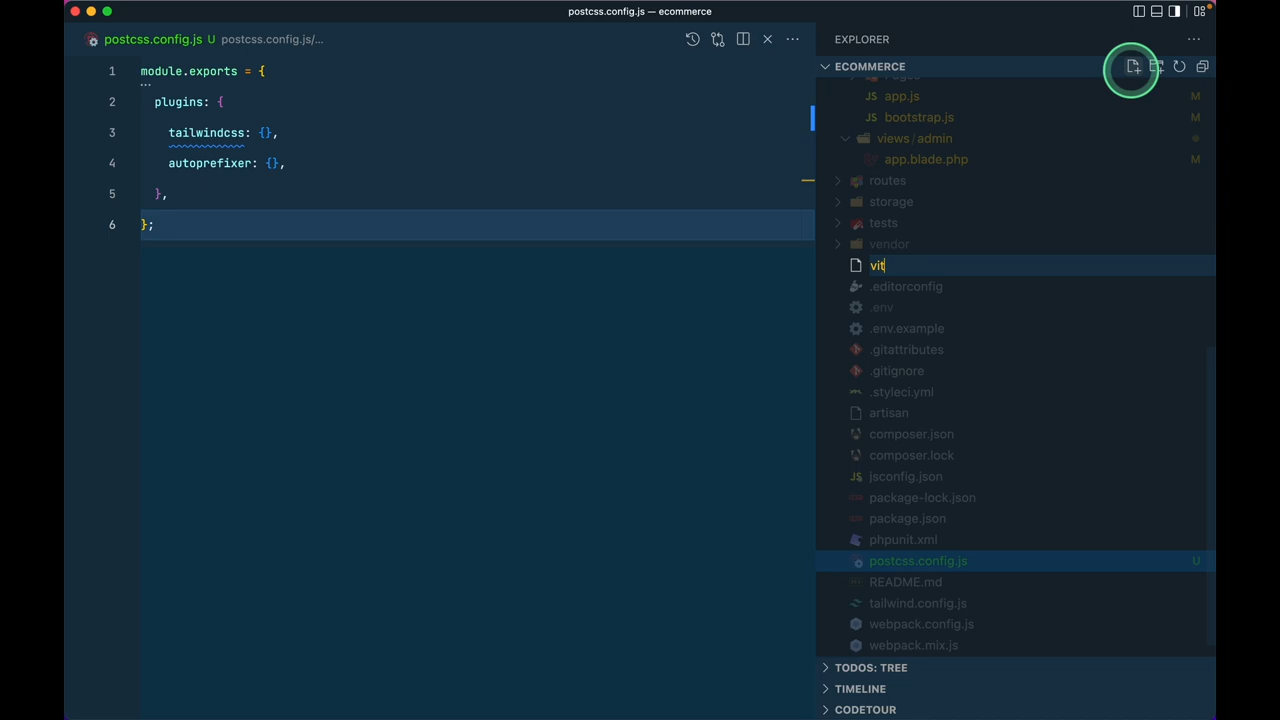 postcss.config.js — ecommerce
postcss.config.js U postcss.config.js/...
1 module.exports = {
2 plugins: {
3 tailwindcss: {},
4 autoprefixer: {},
5 },
6 };
EXPLORER
ECOMMERCE
Pages
app.js M
bootstrap.js M
views/admin
app.blade.php M
routes
storage
tests
vendor
vit
.editorconfig
.env
.env.example
.gitattributes
.gitignore
.styleci.yml
artisan
composer.json
composer.lock
jsconfig.json
package-lock.json
package.json
phpunit.xml
postcss.config.js U
README.md
tailwind.config.js
webpack.config.js
webpack.mix.js
TODOS: TREE
TIMELINE
CODETOUR